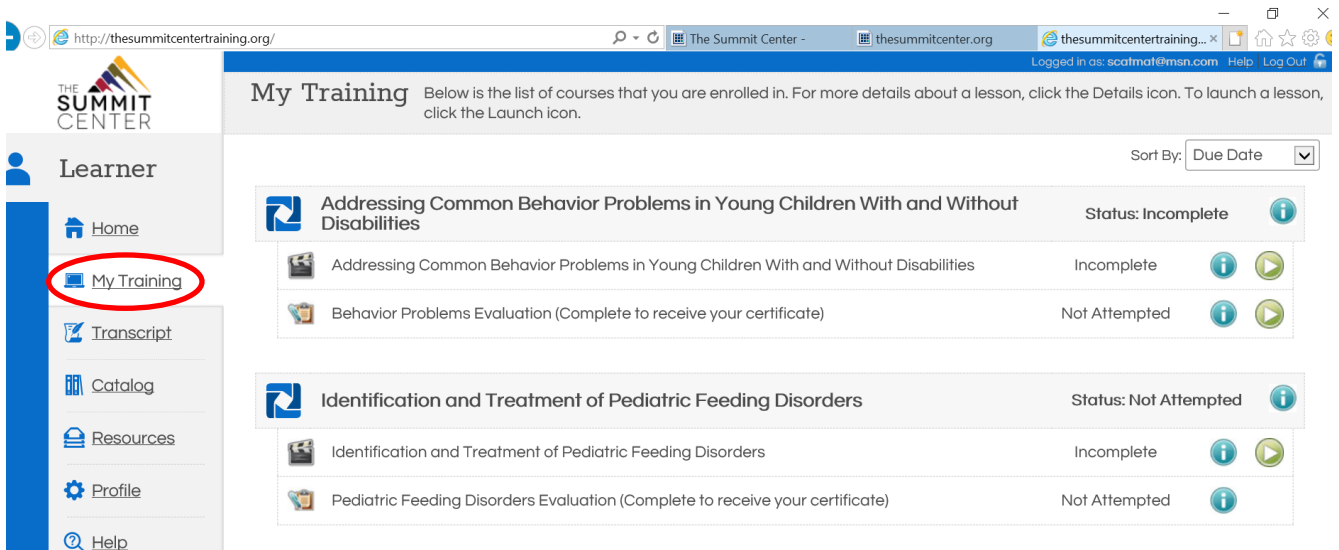 http://thesummitcentertraining.org/
The Summit Center -
thesummitcenter.org
thesummitcentertraining...
Logged in as: scatmat@msn.com Help Log Out
THE
SUMMIT
CENTER
My Training
Below is the list of courses that you are enrolled in. For more details about a lesson, click the Details icon. To launch a lesson,
click the Launch icon.
Learner
Sort By: Due Date
Home
My Training
Transcript
Catalog
Resources
Profile
Help
Addressing Common Behavior Problems in Young Children With and Without
Disabilities
Status: Incomplete
Addressing Common Behavior Problems in Young Children With and Without Disabilities Incomplete
Behavior Problems Evaluation (Complete to receive your certificate) Not Attempted
Identification and Treatment of Pediatric Feeding Disorders Status: Not Attempted
Identification and Treatment of Pediatric Feeding Disorders Incomplete
Pediatric Feeding Disorders Evaluation (Complete to receive your certificate) Not Attempted